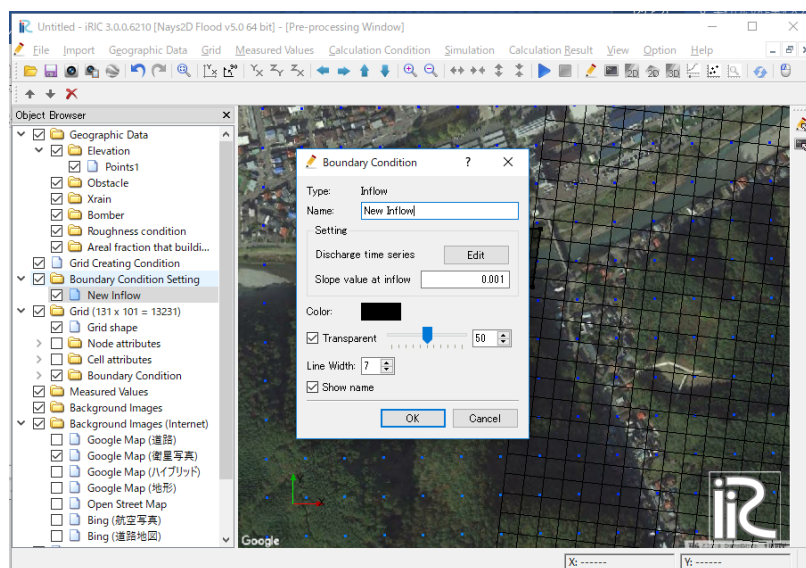 Untitled - iRIC 3.0.0.6210 [Nays2D Flood v5.0 64 bit] - [Pre-processing Window]
File Import Geographic Data Grid Measured Values Calculation Condition Simulation Calculation Result View Option Help
Object Browser
Geographic Data
Elevation
Points1
Obstacle
Xrain
Bomber
Roughness condition
Areal fraction that buildi...
Grid Creating Condition
Boundary Condition Setting
New Inflow
Grid (131 x 101 = 13231)
Grid shape
Node attributes
Cell attributes
Boundary Condition
Measured Values
Background Images
Background Images (Internet)
Google Map (道路)
Google Map (衛星写真)
Google Map (ハイブリッド)
Google Map (地形)
Open Street Map
Bing (航空写真)
Bing (道路地図)
Boundary Condition
Type: Inflow
Name: New Inflow
Setting
Discharge time series Edit
Slope value at inflow 0.001
Color:
Transparent 50
Line Width: 7
Show name
OK Cancel
Y
X
Google
iRIC
X: ------ Y: ------